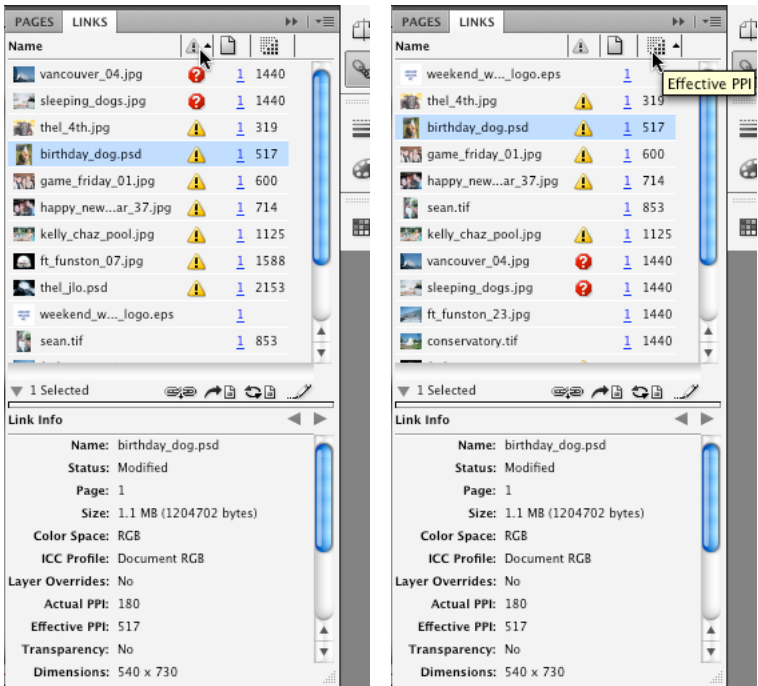 PAGES LINKS
Name
vancouver_04.jpg 1 1440
sleeping_dogs.jpg 1 1440
thel_4th.jpg 1 319
birthday_dog.psd 1 517
game_friday_01.jpg 1 600
happy_new...ar_37.jpg 1 714
kelly_chaz_pool.jpg 1 1125
ft_funston_07.jpg 1 1588
thel_jlo.psd 1 2153
weekend_w..._logo.eps 1
sean.tif 1 853
1 Selected
Link Info
Name: birthday_dog.psd
Status: Modified
Page: 1
Size: 1.1 MB (1204702 bytes)
Color Space: RGB
ICC Profile: Document RGB
Layer Overrides: No
Actual PPI: 180
Effective PPI: 517
Transparency: No
Dimensions: 540 x 730
PAGES LINKS
Name
Effective PPI
weekend_w..._logo.eps 1
thel_4th.jpg 1 319
birthday_dog.psd 1 517
game_friday_01.jpg 1 600
happy_new...ar_37.jpg 1 714
sean.tif 1 853
kelly_chaz_pool.jpg 1 1125
vancouver_04.jpg 1 1440
sleeping_dogs.jpg 1 1440
ft_funston_23.jpg 1 1440
conservatory.tif 1 1440
1 Selected
Link Info
Name: birthday_dog.psd
Status: Modified
Page: 1
Size: 1.1 MB (1204702 bytes)
Color Space: RGB
ICC Profile: Document RGB
Layer Overrides: No
Actual PPI: 180
Effective PPI: 517
Transparency: No
Dimensions: 540 x 730